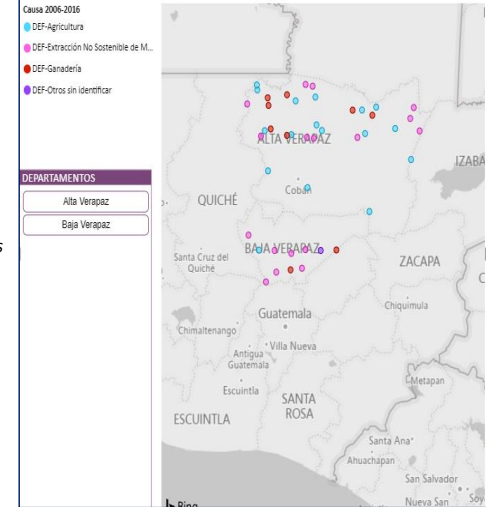 Causa 2006-2016
DEF-Agricultura
DEF-Extracción No Sostenible de M...
DEF-Ganadería
DEF-Otros sin identificar
DEPARTAMENTOS
Alta Verapaz
Baja Verapaz
s
ALTA VERAPAZ
IZABA
Cobán
QUICHÉ
BAJA VERAPAZ
Santa Cruz del
Quiché
ZACAPA
C
Guatemala
Chiquimula
Chimaltenango
Villa Nueva
Antigua
Guatemala
Metapan
Escuintla
SANTA
ROSA
ESCUINTLA
Santa Ana
Ahuachapan
San Salvador
Nueva San
Soy
Bing